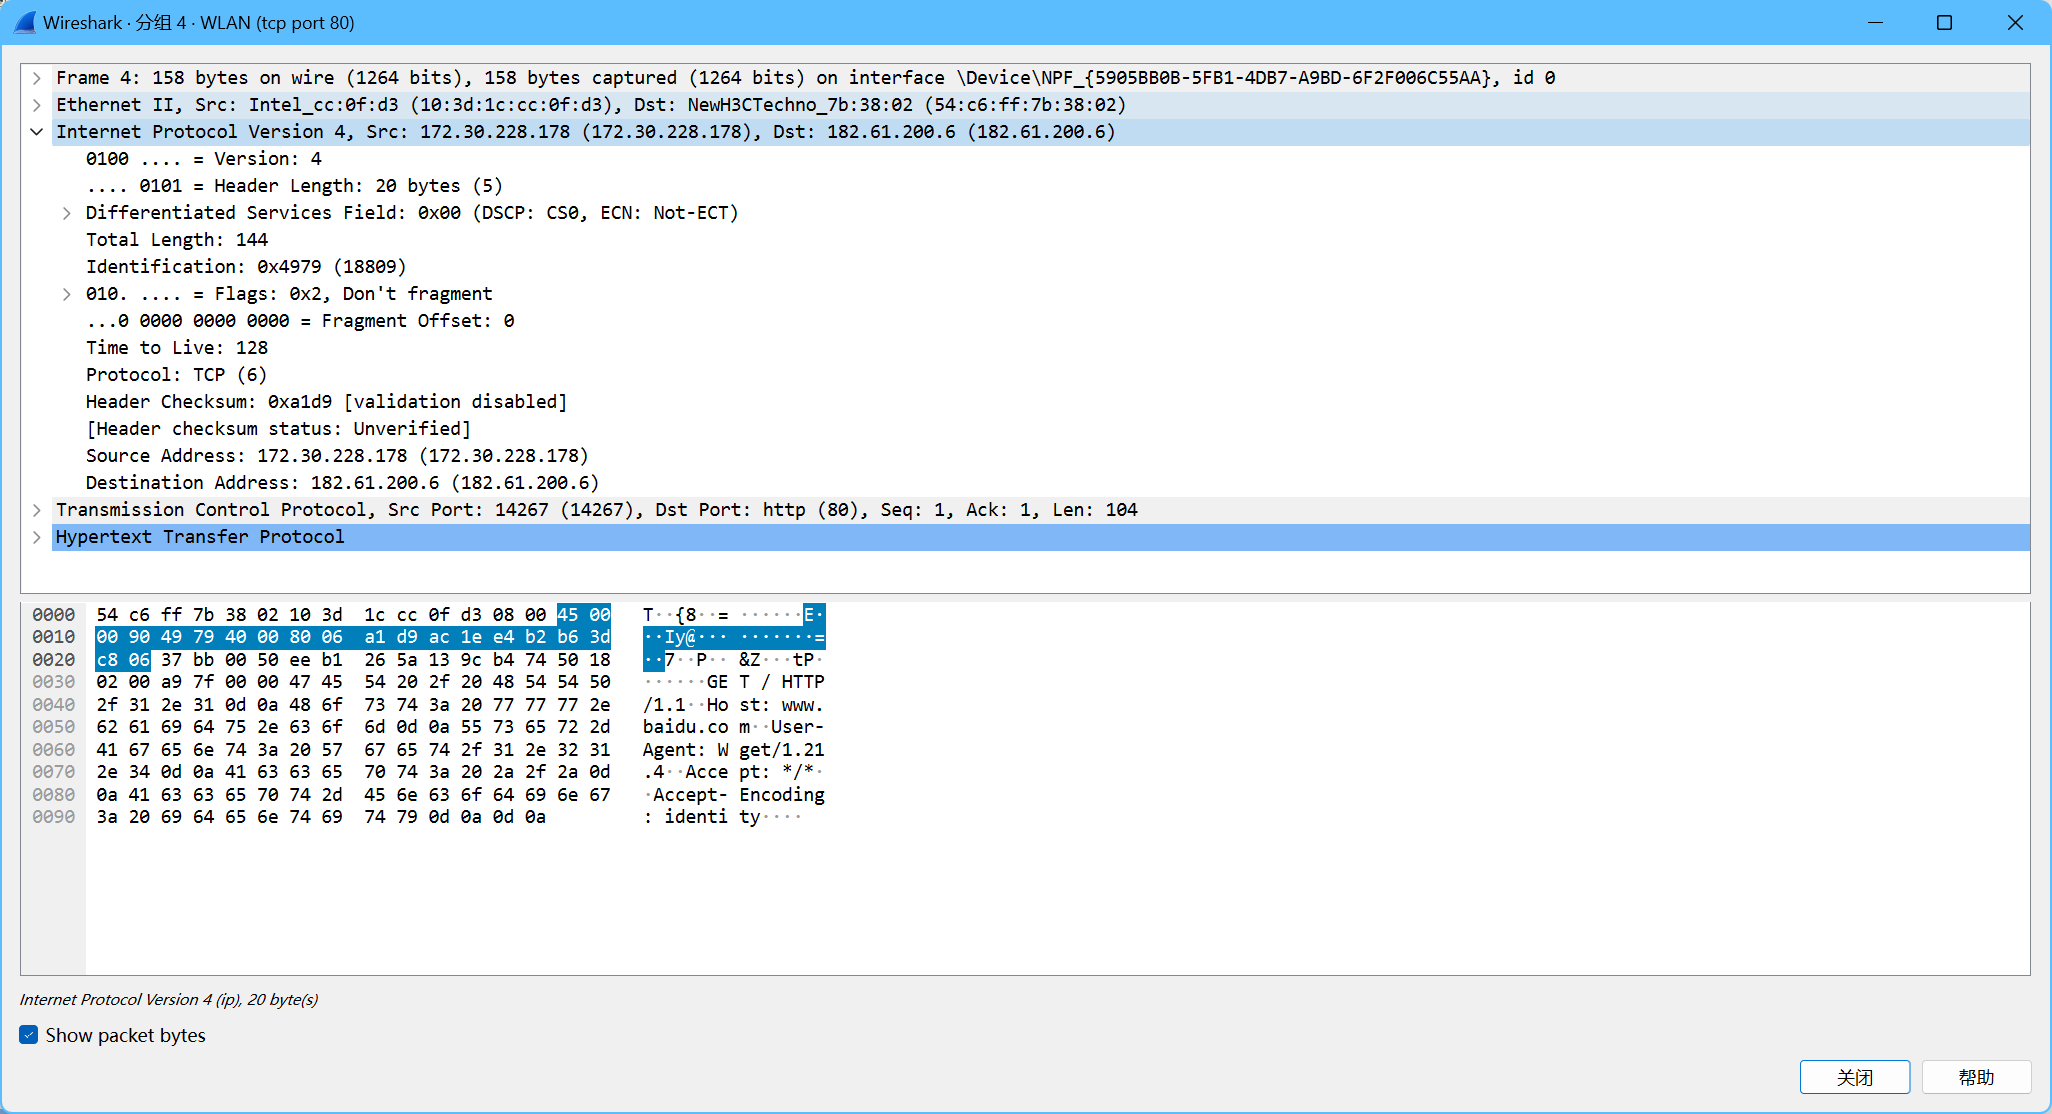 Wireshark · 分组 4 · WLAN (tcp port 80)
Frame 4: 158 bytes on wire (1264 bits), 158 bytes captured (1264 bits) on interface \Device\NPF_{5905BB0B-5FB1-4DB7-A9BD-6F2F006C55AA}, id 0
Ethernet II, Src: Intel_cc:0f:d3 (10:3d:1c:cc:0f:d3), Dst: NewH3CTechno_7b:38:02 (54:c6:ff:7b:38:02)
Internet Protocol Version 4, Src: 172.30.228.178 (172.30.228.178), Dst: 182.61.200.6 (182.61.200.6)
0100 .... = Version: 4
.... 0101 = Header Length: 20 bytes (5)
Differentiated Services Field: 0x00 (DSCP: CS0, ECN: Not-ECT)
Total Length: 144
Identification: 0x4979 (18809)
010. .... = Flags: 0x2, Don't fragment
...0 0000 0000 0000 = Fragment Offset: 0
Time to Live: 128
Protocol: TCP (6)
Header Checksum: 0xa1d9 [validation disabled]
[Header checksum status: Unverified]
Source Address: 172.30.228.178 (172.30.228.178)
Destination Address: 182.61.200.6 (182.61.200.6)
Transmission Control Protocol, Src Port: 14267 (14267), Dst Port: http (80), Seq: 1, Ack: 1, Len: 104
Hypertext Transfer Protocol
0000 54 c6 ff 7b 38 02 10 3d 1c cc 0f d3 08 00 45 00 T··{8··= ······E·
0010 00 90 49 79 40 00 80 06 a1 d9 ac 1e e4 b2 b6 3d ··Iy@··· ·······=
0020 c8 06 37 bb 00 50 ee b1 26 5a 13 9c b4 74 50 18 ··7··P·· &Z···tP·
0030 02 00 a9 7f 00 00 47 45 54 20 2f 20 48 54 54 50 ······GE T / HTTP
0040 2f 31 2e 31 0d 0a 48 6f 73 74 3a 20 77 77 77 2e /1.1··Ho st: www.
0050 62 61 69 64 75 2e 63 6f 6d 0d 0a 55 73 65 72 2d baidu.co m··User-
0060 41 67 65 6e 74 3a 20 57 67 65 74 2f 31 2e 32 31 Agent: W get/1.21
0070 2e 34 0d 0a 41 63 63 65 70 74 3a 20 2a 2f 2a 0d .4··Acce pt: */*·
0080 0a 41 63 63 65 70 74 2d 45 6e 63 6f 64 69 6e 67 ·Accept- Encoding
0090 3a 20 69 64 65 6e 74 69 74 79 0d 0a 0d 0a : identi ty····
Internet Protocol Version 4 (ip), 20 byte(s)
Show packet bytes
关闭
帮助